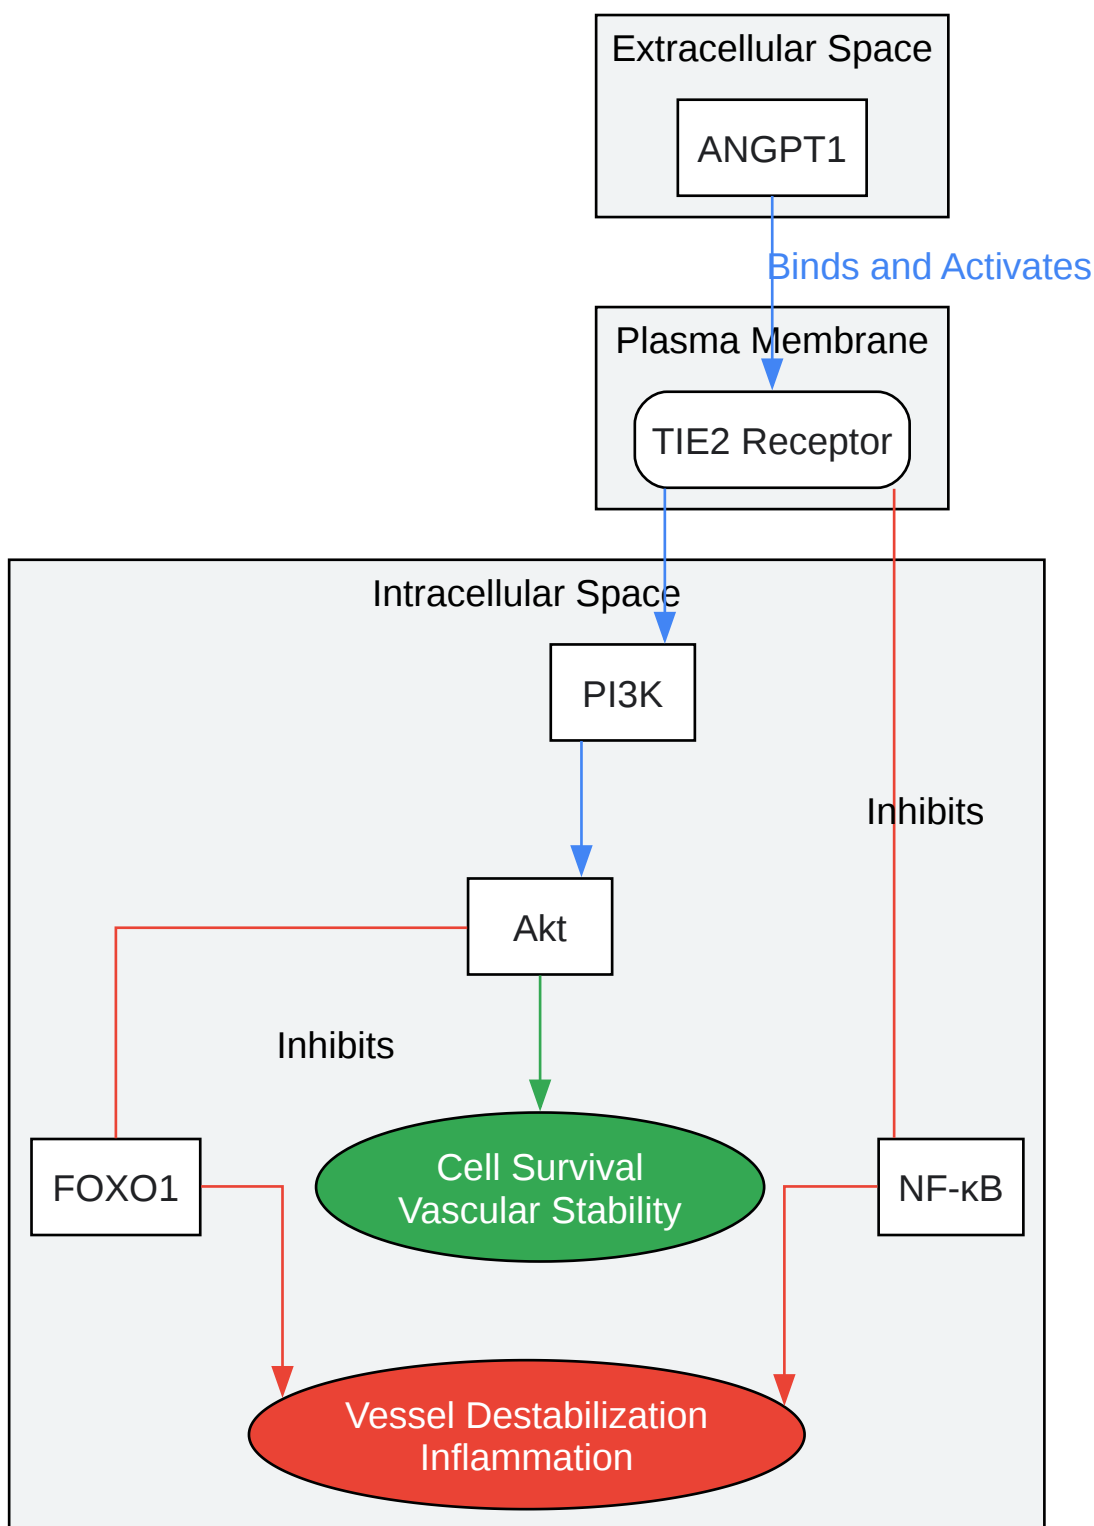 Extracellular Space
ANGPT1
Binds and Activates
Plasma Membrane
TIE2 Receptor
Intracellular Space
PI3K
Inhibits
Akt
Inhibits
FOXO1
Cell Survival
Vascular Stability
NF-κB
Vessel Destabilization
Inflammation